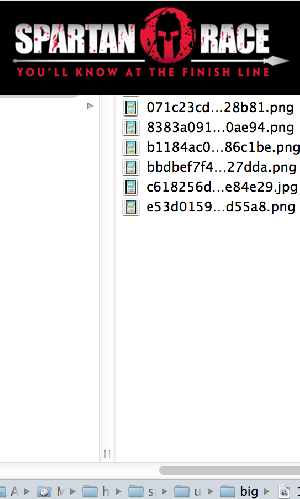 SPARTAN RACE
YOU'LL KNOW AT THE FINISH LINE
071c23cd...28b81.png
8383a091...0ae94.png
b1184ac0...86c1be.png
bbdbef7f4...27dda.png
c618256d...e84e29.jpg
e53d0159...d55a8.png
A M h s u big 1